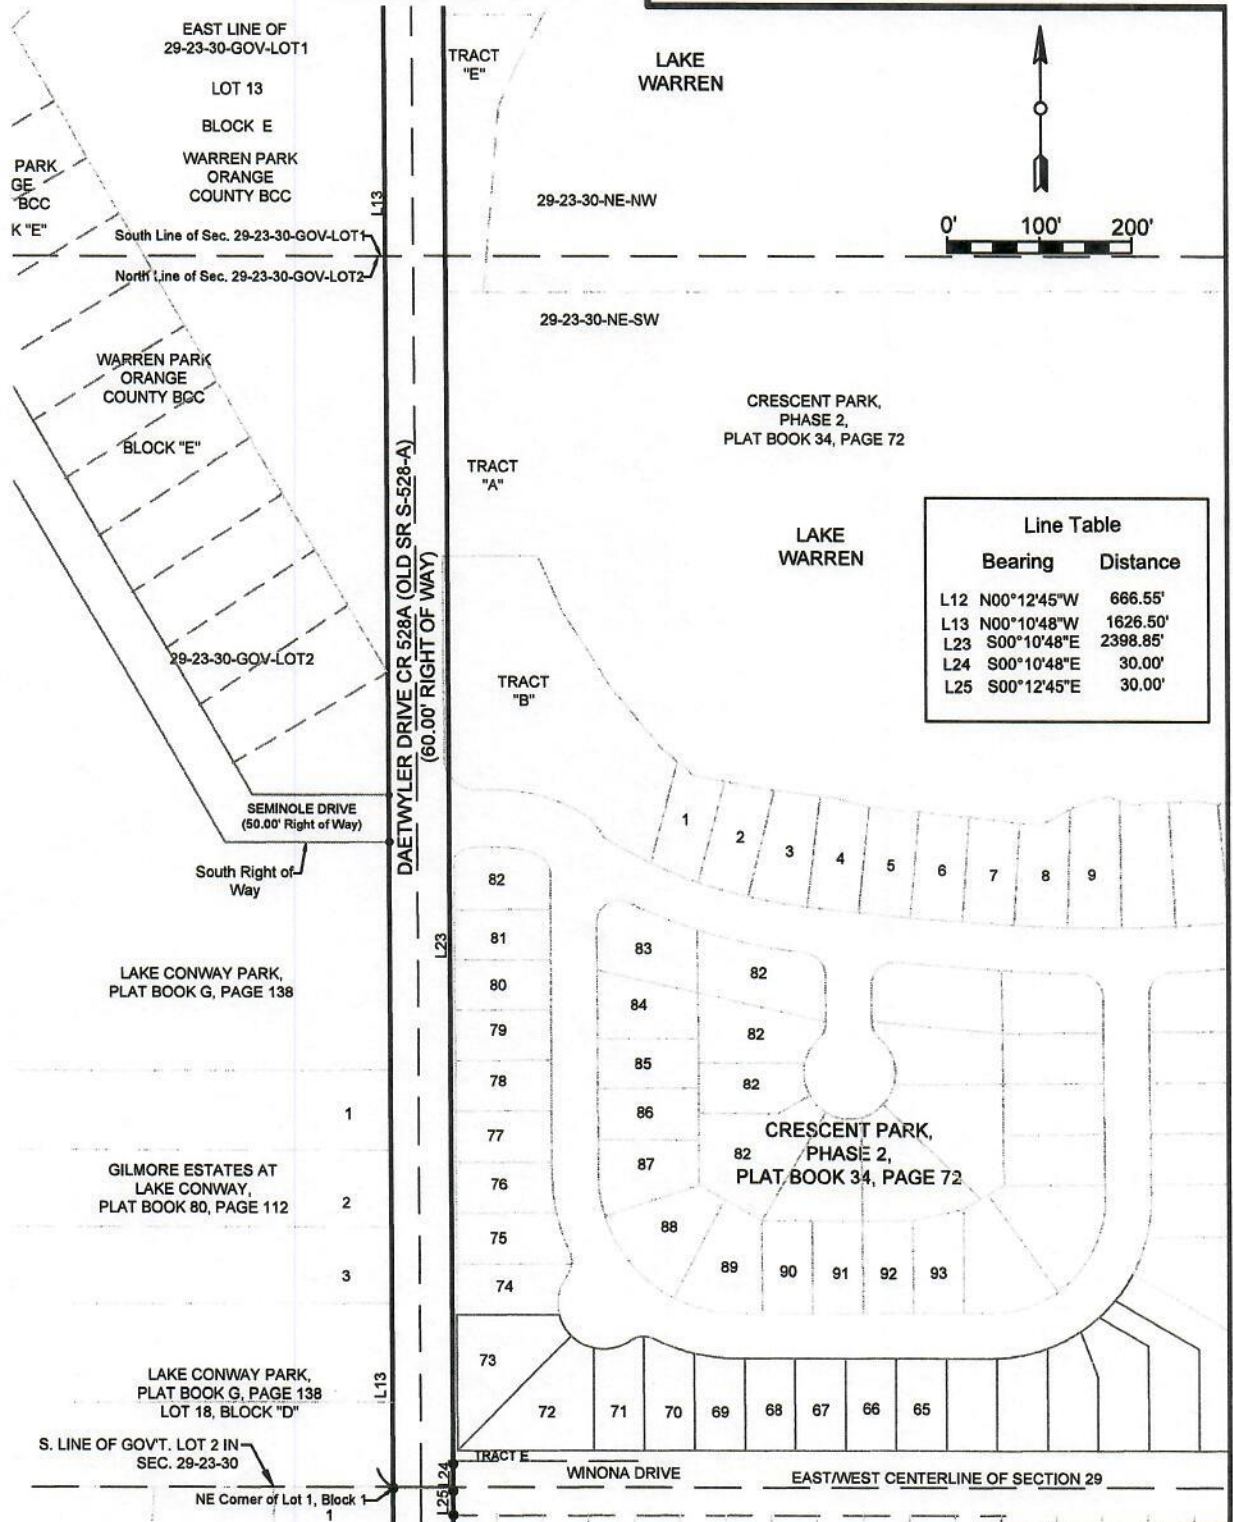 EAST LINE OF
29-23-30-GOV-LOT1
LOT 13
BLOCK E
WARREN PARK
ORANGE
COUNTY BCC
PARK
GE
BCC
K "E"
L13
South Line of Sec. 29-23-30-GOV-LOT1
North Line of Sec. 29-23-30-GOV-LOT2
TRACT
"E"
LAKE
WARREN
29-23-30-NE-NW
0' 100' 200'
29-23-30-NE-SW
WARREN PARK
ORANGE
COUNTY BCC
BLOCK "E"
29-23-30-GOV-LOT2
DAETWYLER DRIVE CR 528A (OLD SR S-528-A)
(60.00' RIGHT OF WAY)
TRACT
"A"
CRESCENT PARK,
PHASE 2,
PLAT BOOK 34, PAGE 72
LAKE
WARREN
Line Table
Bearing Distance
L12 N00°12'45"W 666.55'
L13 N00°10'48"W 1626.50'
L23 S00°10'48"E 2398.85'
L24 S00°10'48"E 30.00'
L25 S00°12'45"E 30.00'
TRACT
"B"
SEMINOLE DRIVE
(50.00' Right of Way)
South Right of
Way
1
2
3
4
5
6
7
8
9
82
81
80
79
78
77
76
75
74
73
L23
83
84
85
86
87
88
89
90
91
92
93
82
82
82
82
CRESCENT PARK,
PHASE 2,
PLAT BOOK 34, PAGE 72
LAKE CONWAY PARK,
PLAT BOOK G, PAGE 138
1
GILMORE ESTATES AT
LAKE CONWAY,
PLAT BOOK 80, PAGE 112
2
3
LAKE CONWAY PARK,
PLAT BOOK G, PAGE 138
LOT 18, BLOCK "D"
L13
72
71
70
69
68
67
66
65
S. LINE OF GOV'T. LOT 2 IN
SEC. 29-23-30
NE Corner of Lot 1, Block 1
1
L24
L25
TRACT E
WINONA DRIVE
EAST/WEST CENTERLINE OF SECTION 29